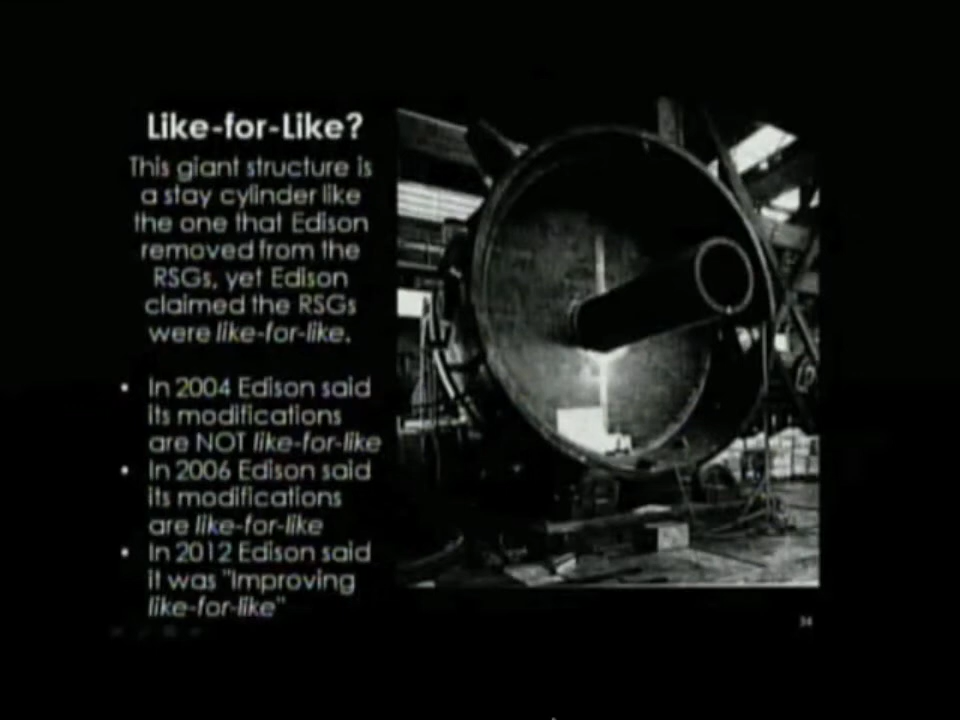 Like-for-Like?
This giant structure is
a stay cylinder like
the one that Edison
removed from the
RSGs, yet Edison
claimed the RSGs
were like-for-like.
• In 2004 Edison said
its modifications
are NOT like-for-like
• In 2006 Edison said
its modifications
are like-for-like
• In 2012 Edison said
it was "Improving
like-for-like"
34